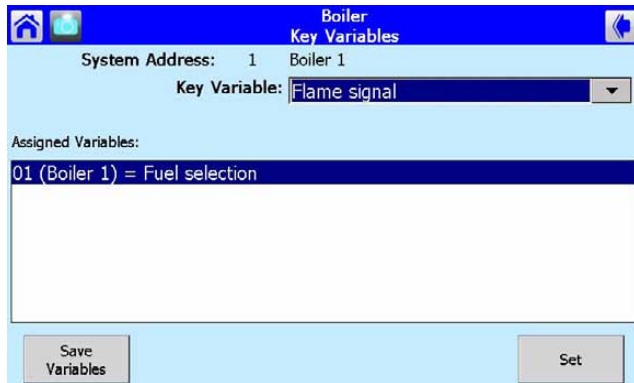 Boiler
Key Variables
System Address: 1 Boiler 1
Key Variable: Flame signal
Assigned Variables:
01 (Boiler 1) = Fuel selection
Save
Variables
Set